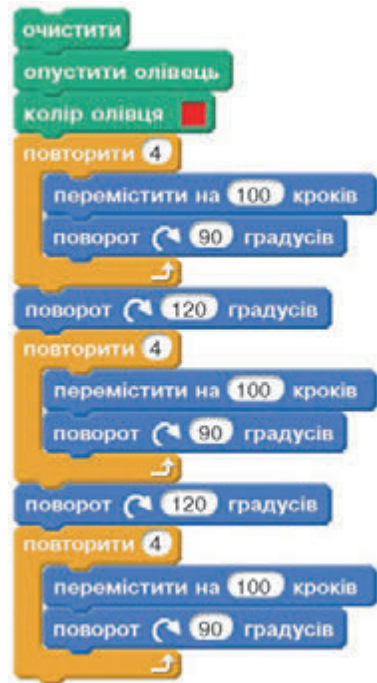 очистити
опустити олівець
колір олівця
повторити 4
перемістити на 100 кроків
поворот 90 градусів
поворот 120 градусів
повторити 4
перемістити на 100 кроків
поворот 90 градусів
поворот 120 градусів
повторити 4
перемістити на 100 кроків
поворот 90 градусів